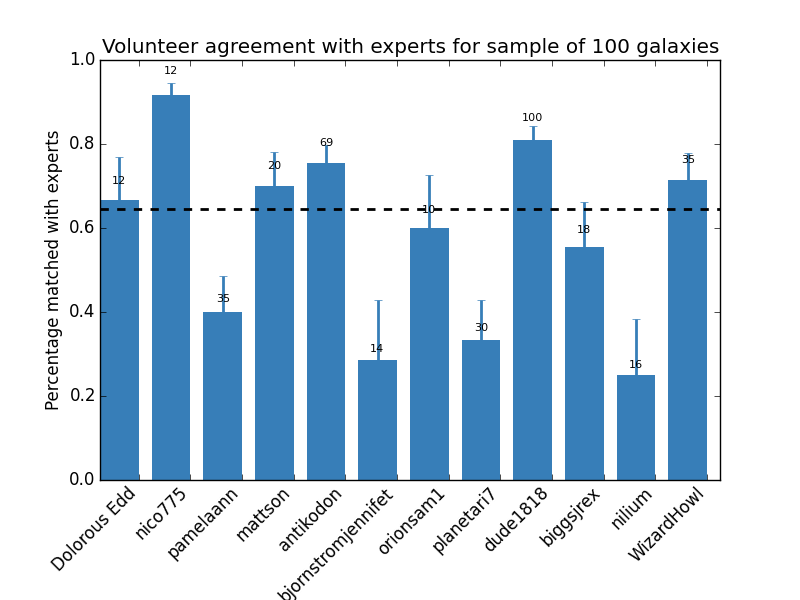 Volunteer agreement with experts for sample of 100 galaxies
Percentage matched with experts
1.0
0.8
0.6
0.4
0.2
0.0
12
12
35
20
69
14
10
30
100
18
16
35
Dolorous Edd
nico775
pamelaann
mattson
antikodon
bjornstromjennifet
orionsam1
planetari7
dude1818
biggsjrex
nilium
WizardHowl